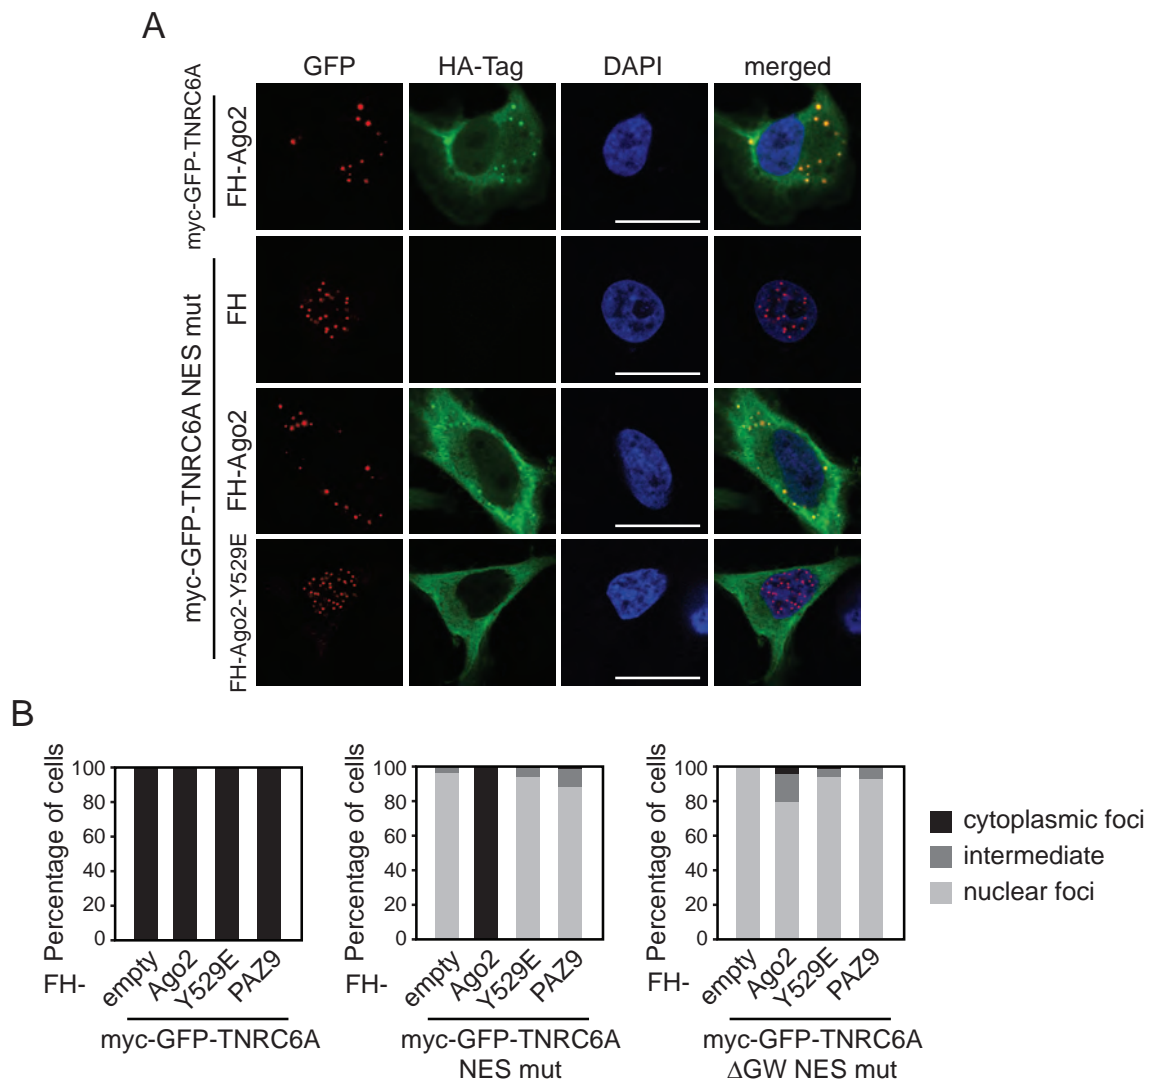 A
GFP HA-Tag DAPI merged
myc-GFP-TNRC6A
FH-Ago2
myc-GFP-TNRC6A NES mut
FH
FH-Ago2
FH-Ago2-Y529E
B
Percentage of cells
100
80
60
40
20
0
FH-
empty Ago2 Y529E PAZ9
myc-GFP-TNRC6A
Percentage of cells
100
80
60
40
20
0
FH-
empty Ago2 Y529E PAZ9
myc-GFP-TNRC6A
NES mut
Percentage of cells
100
80
60
40
20
0
FH-
empty Ago2 Y529E PAZ9
myc-GFP-TNRC6A
ΔGW NES mut
cytoplasmic foci
intermediate
nuclear foci